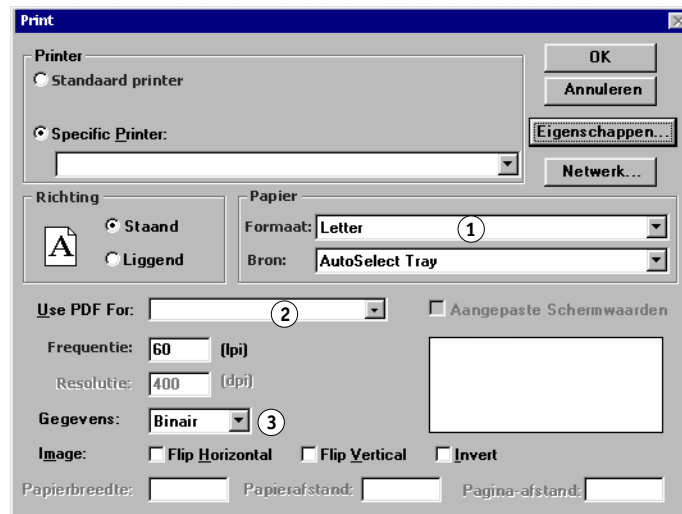 Print
Printer
Standaard printer
Specific Printer:
OK
Annuleren
Eigenschappen...
Netwerk...
Richting
A
Staand
Liggend
Papier
Formaat: Letter 1
Bron: AutoSelect Tray
Use PDF For: 2
Aangepaste Schermwaarden
Frequentie: 60 (lpi)
Resolutie: 400 (dpi)
Gegevens: Binair 3
Image: Flip Horizontal Flip Vertical Invert
Papierbreedte: Papierafstand: Pagina-afstand: